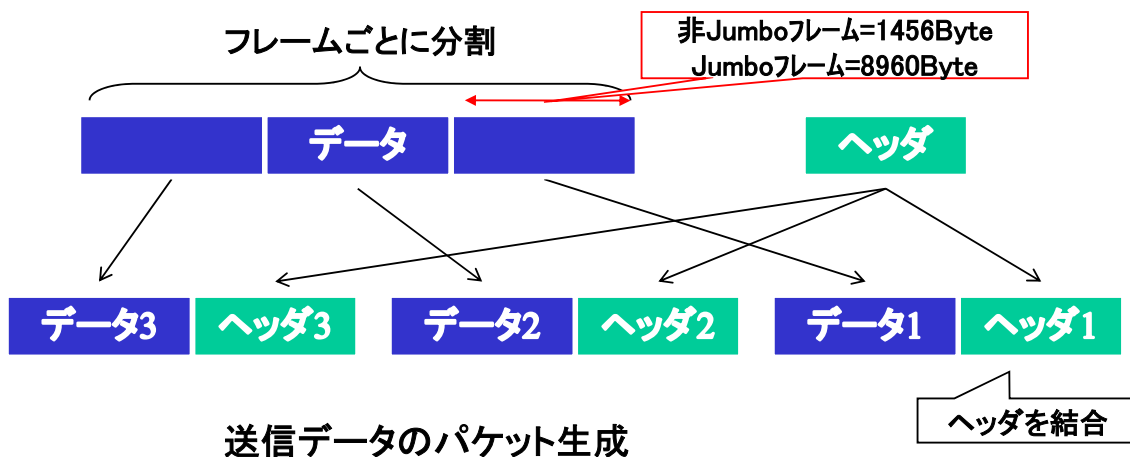 フレームごとに分割
非Jumboフレーム=1456Byte
Jumboフレーム=8960Byte
データ
ヘッダ
データ3
ヘッダ3
データ2
ヘッダ2
データ1
ヘッダ1
ヘッダを結合
送信データのパケット生成